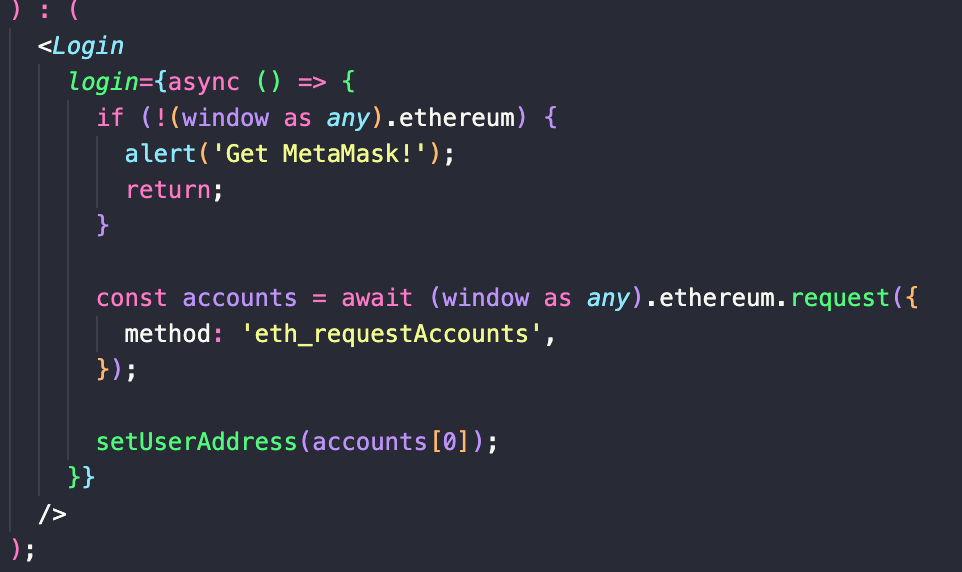 ) : (
<Login
login={async () => {
if (!(window as any).ethereum) {
alert('Get MetaMask!');
return;
}
const accounts = await (window as any).ethereum.request({
method: 'eth_requestAccounts',
});
setUserAddress(accounts[0]);
}}
/>
);